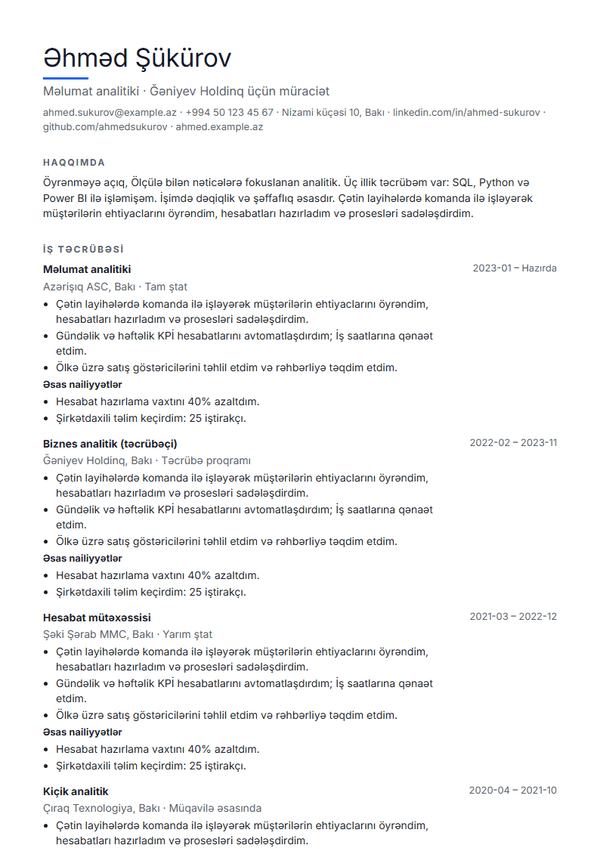 Əhməd Şükürov
Məlumat analitiki · Ğəniyev Holdinq üçün müraciət
ahmed.sukurov@example.az · +994 50 123 45 67 · Nizami küçəsi 10, Bakı · linkedin.com/in/ahmed-sukurov ·
github.com/ahmedsukurov · ahmed.example.az
HAQQIMDA
Öyrənməyə açıq, Ölçülə bilən nəticələrə fokuslanan analitik. Üç illik təcrübəm var: SQL, Python və
Power BI ilə işləmişəm. İşimdə dəqiqlik və şəffaflıq əsasdır. Çətin layihələrdə komanda ilə işləyərək
müştərilərin ehtiyaclarını öyrəndim, hesabatları hazırladım və prosesləri sadələşdirdim.
İŞ TƏCRÜBƏSİ
Məlumat analitiki 2023-01 – Hazırda
Azərişıq ASC, Bakı · Tam ştat
• Çətin layihələrdə komanda ilə işləyərək müştərilərin ehtiyaclarını öyrəndim,
hesabatları hazırladım və prosesləri sadələşdirdim.
• Gündəlik və həftəlik KPİ hesabatlarını avtomatlaşdırdım; İş saatlarına qənaət
etdim.
• Ölkə üzrə satış göstəricilərini təhlil etdim və rəhbərliyə təqdim etdim.
Əsas nailiyyətlər
• Hesabat hazırlama vaxtını 40% azaltdım.
• Şirkətdaxili təlim keçirdim: 25 iştirakçı.
Biznes analitik (təcrübəçi) 2022-02 – 2023-11
Ğəniyev Holdinq, Bakı · Təcrübə proqramı
• Çətin layihələrdə komanda ilə işləyərək müştərilərin ehtiyaclarını öyrəndim,
hesabatları hazırladım və prosesləri sadələşdirdim.
• Gündəlik və həftəlik KPİ hesabatlarını avtomatlaşdırdım; İş saatlarına qənaət
etdim.
• Ölkə üzrə satış göstəricilərini təhlil etdim və rəhbərliyə təqdim etdim.
Əsas nailiyyətlər
• Hesabat hazırlama vaxtını 40% azaltdım.
• Şirkətdaxili təlim keçirdim: 25 iştirakçı.
Hesabat mütəxəssisi 2021-03 – 2022-12
Şəki Şərab MMC, Bakı · Yarım ştat
• Çətin layihələrdə komanda ilə işləyərək müştərilərin ehtiyaclarını öyrəndim,
hesabatları hazırladım və prosesləri sadələşdirdim.
• Gündəlik və həftəlik KPİ hesabatlarını avtomatlaşdırdım; İş saatlarına qənaət
etdim.
• Ölkə üzrə satış göstəricilərini təhlil etdim və rəhbərliyə təqdim etdim.
Əsas nailiyyətlər
• Hesabat hazırlama vaxtını 40% azaltdım.
• Şirkətdaxili təlim keçirdim: 25 iştirakçı.
Kiçik analitik 2020-04 – 2021-10
Çıraq Texnologiya, Bakı · Müqavilə əsasında
• Çətin layihələrdə komanda ilə işləyərək müştərilərin ehtiyaclarını öyrəndim,
hesabatları hazırladım və prosesləri sadələşdirdim.